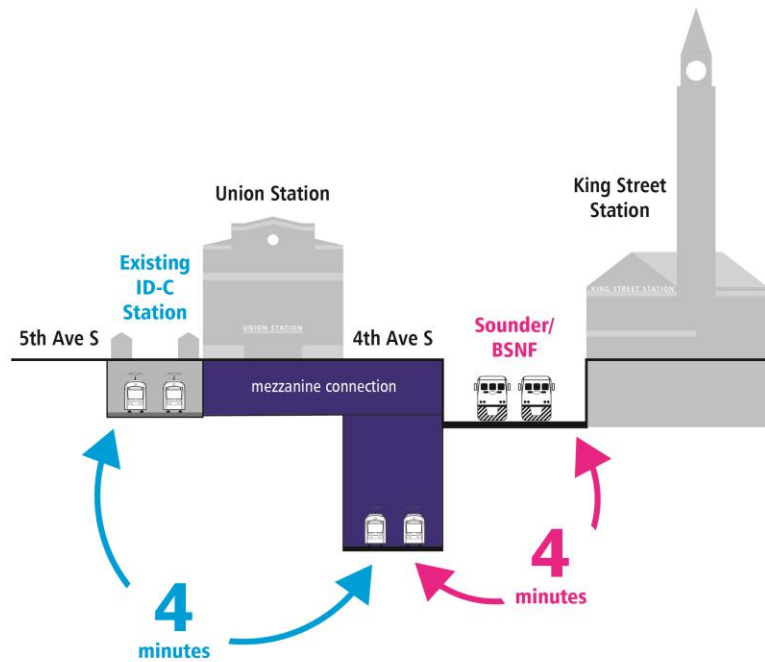 Union Station
King Street
Station
Existing
ID-C
Station
5th Ave S
UNION STATION
4th Ave S
Sounder/
BSNF
KING STREET STATION
mezzanine connection
4
minutes
4
minutes